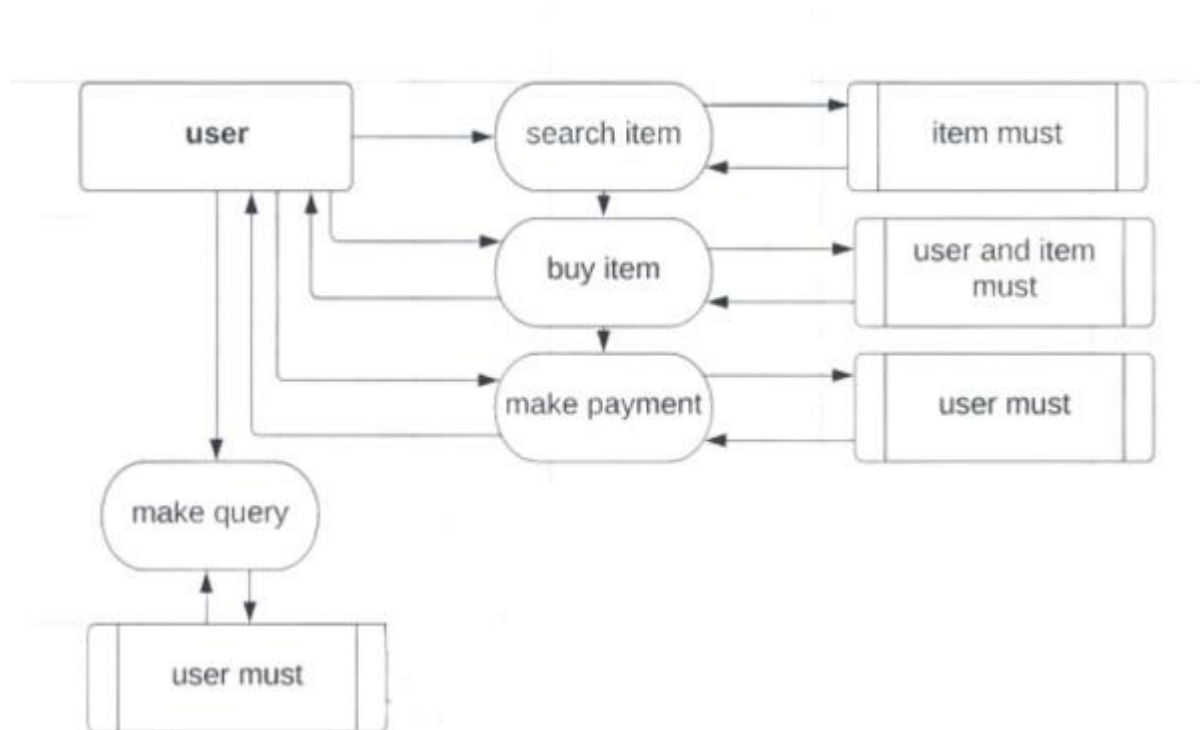 user
search item
item must
buy item
user and item
must
make payment
user must
make query
user must